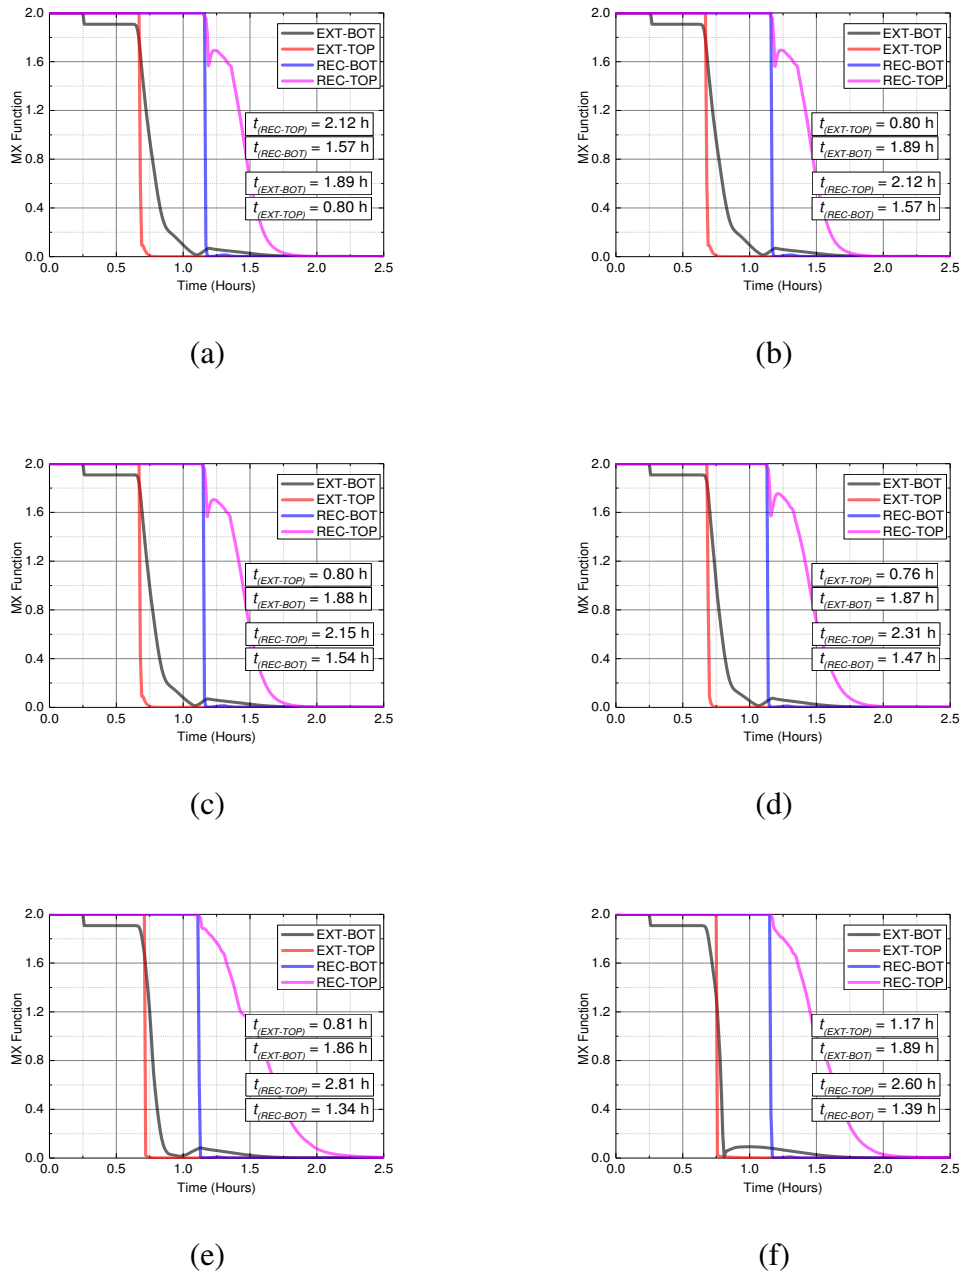 2.0
1.6
1.2
0.8
0.4
0.0
MX Function
EXT-BOT
EXT-TOP
REC-BOT
REC-TOP
t(REC-TOP) = 2.12 h
t(REC-BOT) = 1.57 h
t(EXT-BOT) = 1.89 h
t(EXT-TOP) = 0.80 h
0.0 0.5 1.0 1.5 2.0 2.5
Time (Hours)
(a)
2.0
1.6
1.2
0.8
0.4
0.0
MX Function
EXT-BOT
EXT-TOP
REC-BOT
REC-TOP
t(EXT-TOP) = 0.80 h
t(EXT-BOT) = 1.89 h
t(REC-TOP) = 2.12 h
t(REC-BOT) = 1.57 h
0.0 0.5 1.0 1.5 2.0 2.5
Time (Hours)
(b)
2.0
1.6
1.2
0.8
0.4
0.0
MX Function
EXT-BOT
EXT-TOP
REC-BOT
REC-TOP
t(EXT-TOP) = 0.80 h
t(EXT-BOT) = 1.88 h
t(REC-TOP) = 2.15 h
t(REC-BOT) = 1.54 h
0.0 0.5 1.0 1.5 2.0 2.5
Time (Hours)
(c)
2.0
1.6
1.2
0.8
0.4
0.0
MX Function
EXT-BOT
EXT-TOP
REC-BOT
REC-TOP
t(EXT-TOP) = 0.76 h
t(EXT-BOT) = 1.87 h
t(REC-TOP) = 2.31 h
t(REC-BOT) = 1.47 h
0.0 0.5 1.0 1.5 2.0 2.5
Time (Hours)
(d)
2.0
1.6
1.2
0.8
0.4
0.0
MX Function
EXT-BOT
EXT-TOP
REC-BOT
REC-TOP
t(EXT-TOP) = 0.81 h
t(EXT-BOT) = 1.86 h
t(REC-TOP) = 2.81 h
t(REC-BOT) = 1.34 h
0.0 0.5 1.0 1.5 2.0 2.5
Time (Hours)
(e)
2.0
1.6
1.2
0.8
0.4
0.0
MX Function
EXT-BOT
EXT-TOP
REC-BOT
REC-TOP
t(EXT-TOP) = 1.17 h
t(EXT-BOT) = 1.89 h
t(REC-TOP) = 2.60 h
t(REC-BOT) = 1.39 h
0.0 0.5 1.0 1.5 2.0 2.5
Time (Hours)
(f)